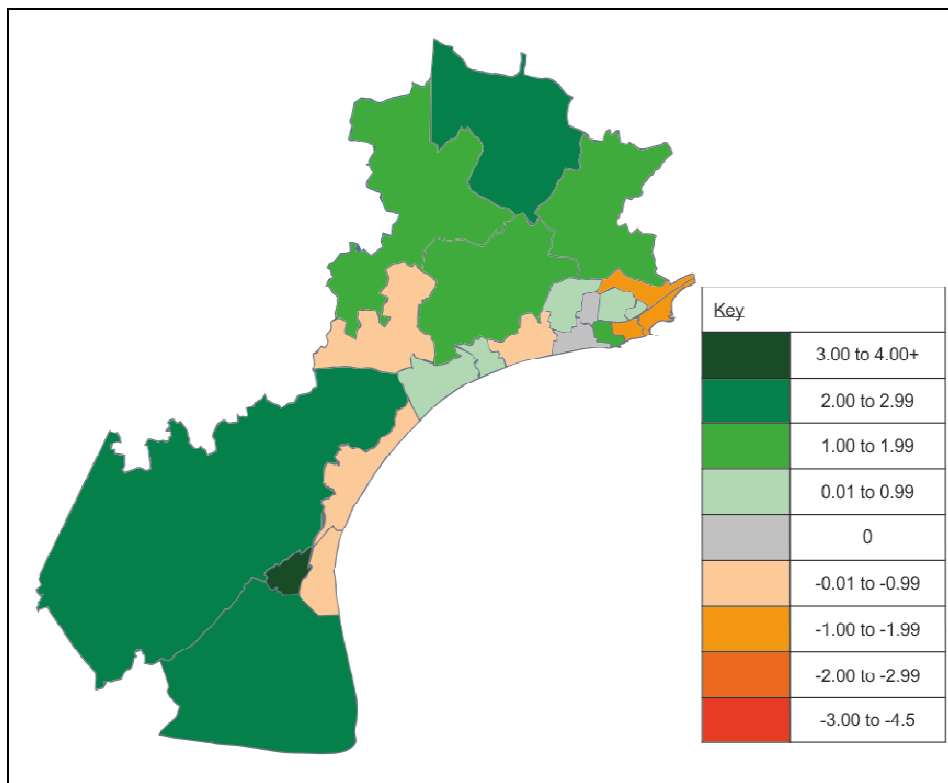 Key
3.00 to 4.00+
2.00 to 2.99
1.00 to 1.99
0.01 to 0.99
0
-0.01 to -0.99
-1.00 to -1.99
-2.00 to -2.99
-3.00 to -4.5